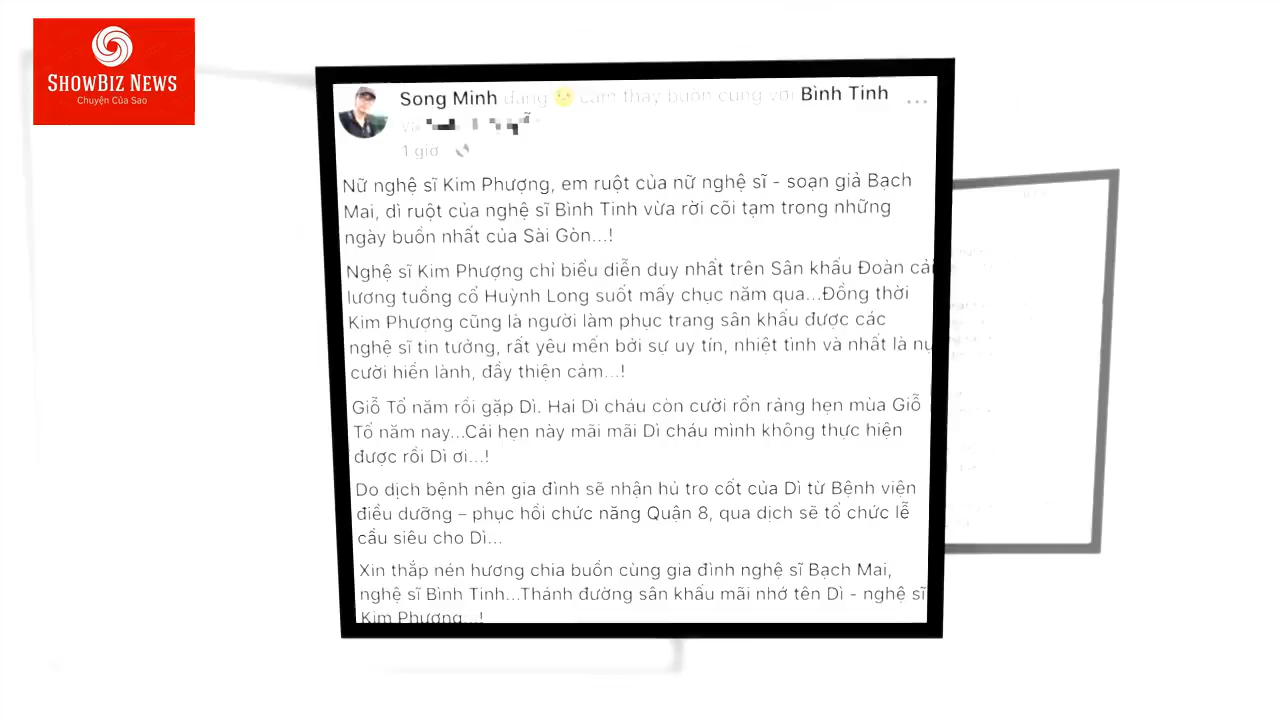 SHOWBIZ NEWS
Chuyện Của Sao
Song Minh đang cảm thấy buồn cùng với Bình Tinh
1 giờ
Nữ nghệ sĩ Kim Phượng, em ruột của nữ nghệ sĩ - soạn giả Bạch
Mai, dì ruột của nghệ sĩ Bình Tinh vừa rời cõi tạm trong những
ngày buồn nhất của Sài Gòn...!
Nghệ sĩ Kim Phượng chỉ biểu diễn duy nhất trên Sân khấu Đoàn cải
lương tuồng cổ Huỳnh Long suốt mấy chục năm qua...Đồng thời
Kim Phượng cũng là người làm phục trang sân khấu được các
nghệ sĩ tin tưởng, rất yêu mến bởi sự uy tín, nhiệt tình và nhất là nụ
cười hiền lành, đầy thiện cảm...!
Giỗ Tổ năm rồi gặp Dì. Hai Dì cháu còn cười rổn rảng hẹn mùa Giỗ
Tổ năm nay...Cái hẹn này mãi mãi Dì cháu mình không thực hiện
được rồi Dì ơi...!
Do dịch bệnh nên gia đình sẽ nhận hủ tro cốt của Dì từ Bệnh viện
điều dưỡng – phục hồi chức năng Quận 8, qua dịch sẽ tổ chức lễ
cầu siêu cho Dì...
Xin thắp nén hương chia buồn cùng gia đình nghệ sĩ Bạch Mai,
nghệ sĩ Bình Tinh...Thánh đường sân khấu mãi nhớ tên Dì - nghệ sĩ
Kim Phượng...!